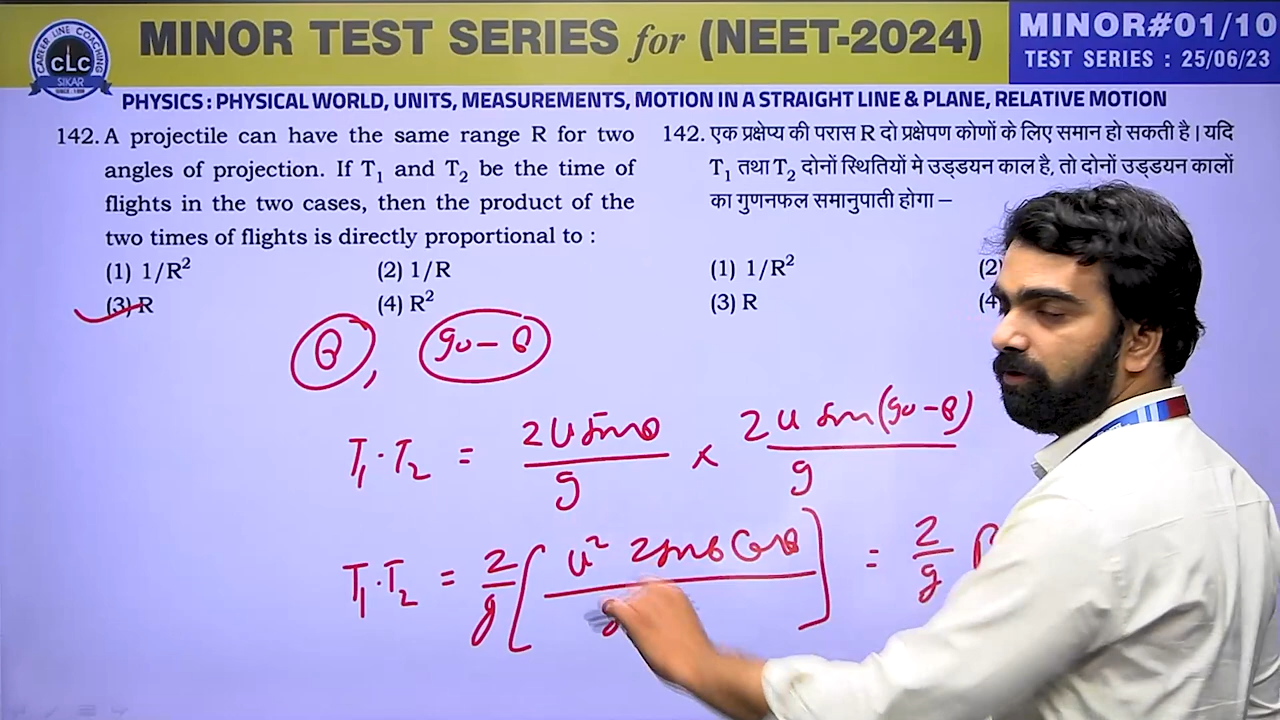 MINOR TEST SERIES for (NEET-2024)
MINOR#01/10
TEST SERIES : 25/06/23
CAREER LINE COACHING
CLC
SIKAR
PHYSICS : PHYSICAL WORLD, UNITS, MEASUREMENTS, MOTION IN A STRAIGHT LINE & PLANE, RELATIVE MOTION
142. A projectile can have the same range R for two
angles of projection. If T₁ and T₂ be the time of
flights in the two cases, then the product of the
two times of flights is directly proportional to :
(1) 1/R² (2) 1/R
(3) R (4) R²
142. एक प्रक्षेप्य की परास R दो प्रक्षेपण कोणों के लिए समान हो सकती है। यदि
T₁ तथा T₂ दोनों स्थितियों मे उड्डयन काल है, तो दोनों उड्डयन कालों
का गुणनफल समानुपाती होगा –
(1) 1/R² (2)
(3) R (4
θ, 90-θ
T₁·T₂ = 2u sinθ/g × 2u sin(90-θ)/g
T₁·T₂ = 2/g [u² 2sinθ cosθ/g] = 2/g R